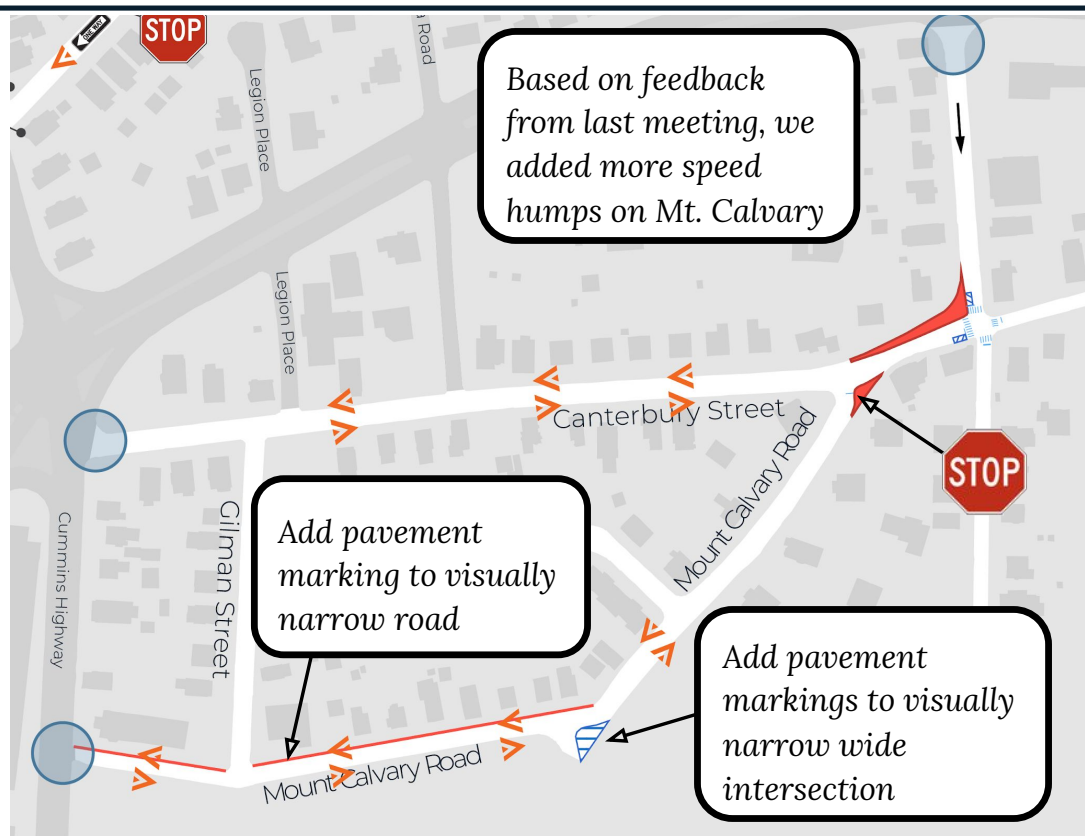 ONE WAY
STOP
a Road
Legion Place
Based on feedback
from last meeting, we
added more speed
humps on Mt. Calvary
Legion Place
Canterbury Street
Mount Calvary Road
STOP
Cummins Highway
Gilman Street
Add pavement
marking to visually
narrow road
Add pavement
markings to visually
narrow wide
intersection
Mount Calvary Road